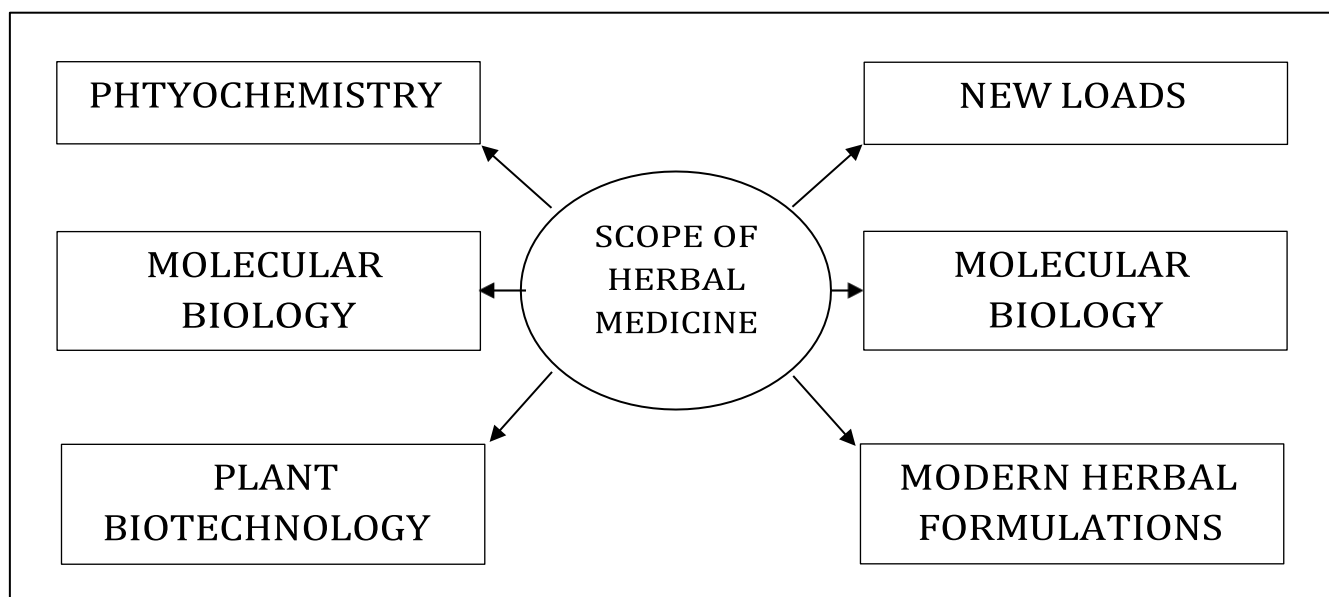 PHTYOCHEMISTRY
NEW LOADS
SCOPE OF
HERBAL
MEDICINE
MOLECULAR
BIOLOGY
MOLECULAR
BIOLOGY
PLANT
BIOTECHNOLOGY
MODERN HERBAL
FORMULATIONS